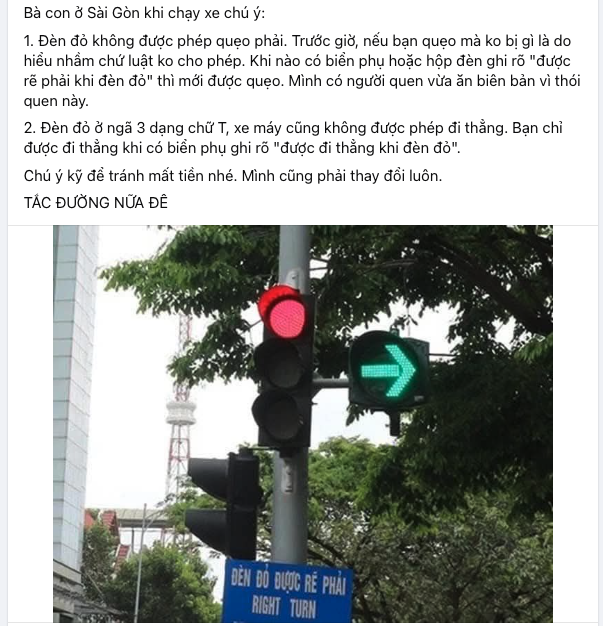 Bà con ở Sài Gòn khi chạy xe chú ý:
1. Đèn đỏ không được phép quẹo phải. Trước giờ, nếu bạn quẹo mà ko bị gì là do
hiểu nhầm chứ luật ko cho phép. Khi nào có biển phụ hoặc hộp đèn ghi rõ "được
rẽ phải khi đèn đỏ" thì mới được quẹo. Mình có người quen vừa ăn biên bản vì thói
quen này.
2. Đèn đỏ ở ngã 3 dạng chữ T, xe máy cũng không được phép đi thẳng. Bạn chỉ
được đi thẳng khi có biển phụ ghi rõ "được đi thẳng khi đèn đỏ".
Chú ý kỹ để tránh mất tiền nhé. Mình cũng phải thay đổi luôn.
TẮC ĐƯỜNG NỮA ĐÊ
ĐÈN ĐỎ ĐƯỢC RẼ PHẢI
RIGHT TURN